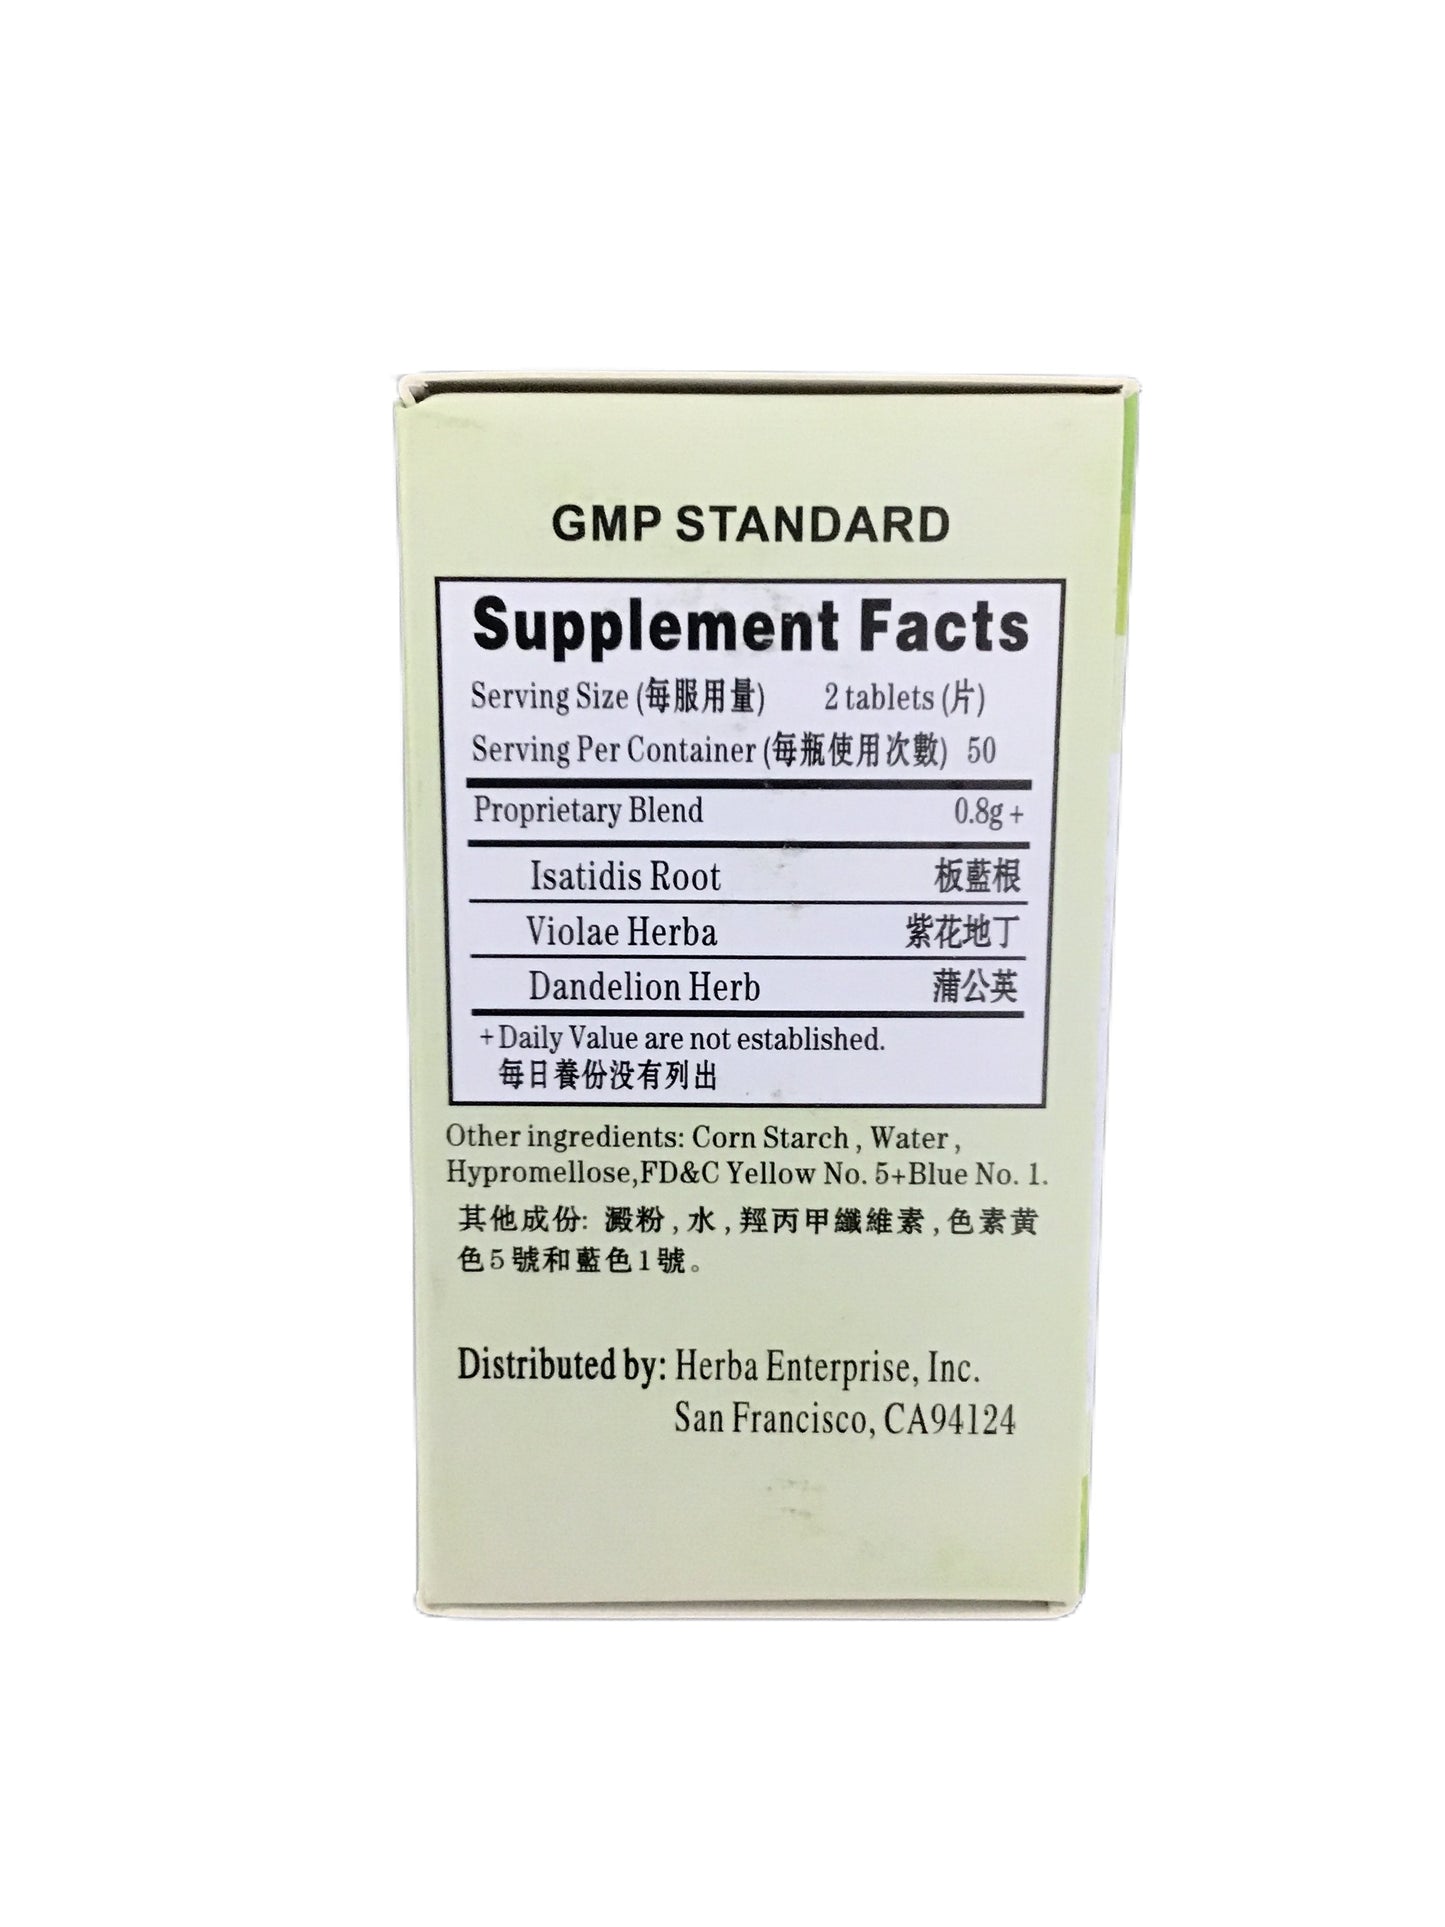 GMP STANDARD
Supplement Facts
Serving Size (每服用量) 2 tablets (片)
Serving Per Container (每瓶使用次數) 50
Proprietary Blend 0.8g +
Isatidis Root 板藍根
Violae Herba 紫花地丁
Dandelion Herb 蒲公英
+ Daily Value are not established.
每日養份没有列出
Other ingredients: Corn Starch , Water ,
Hypromellose,FD&C Yellow No. 5+Blue No. 1.
其他成份: 澱粉 , 水 , 羥丙甲纖維素 , 色素黄
色5號和藍色1號。
Distributed by: Herba Enterprise, Inc.
San Francisco, CA94124